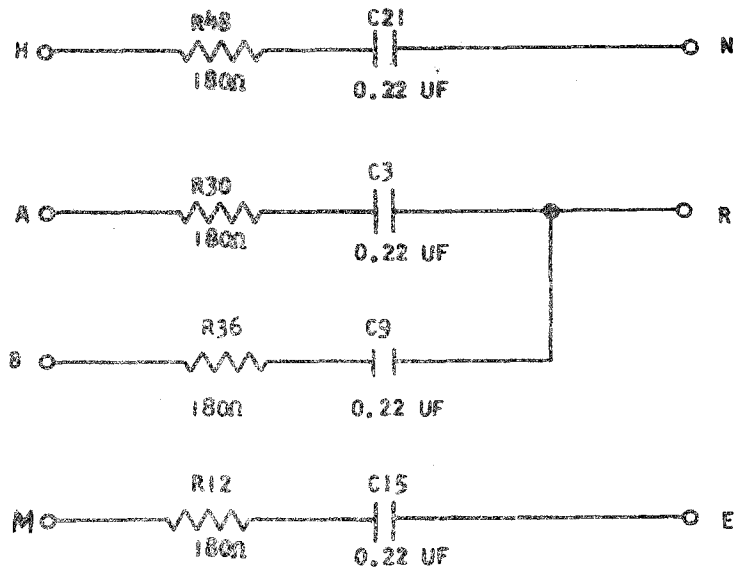 R48 C21
H N
180Ω 0.22 UF
R30 C3
A R
180Ω 0.22 UF
R36 C9
B
180Ω 0.22 UF
R12 C15
M E
180Ω 0.22 UF